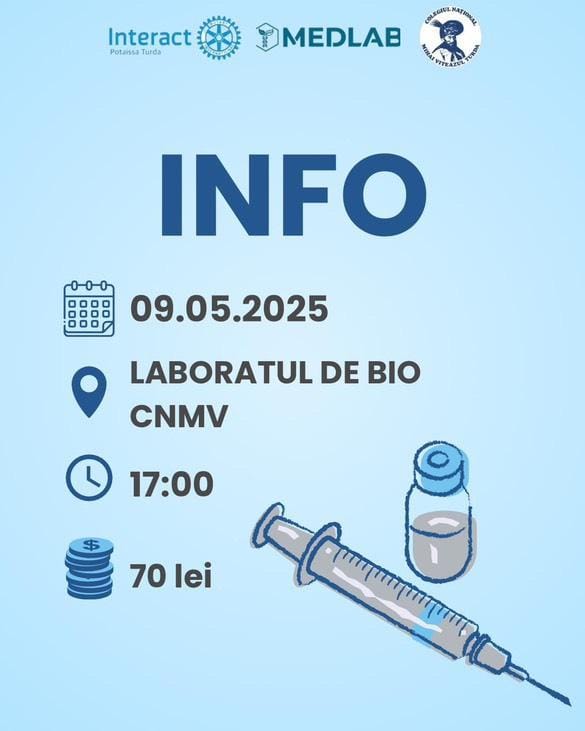 Interact
Potaissa Turda
MEDLAB
COLEGIUL NAȚIONAL
MIHAI VITEAZUL TURDA
INFO
09.05.2025
LABORATUL DE BIO
CNMV
17:00
$
70 lei